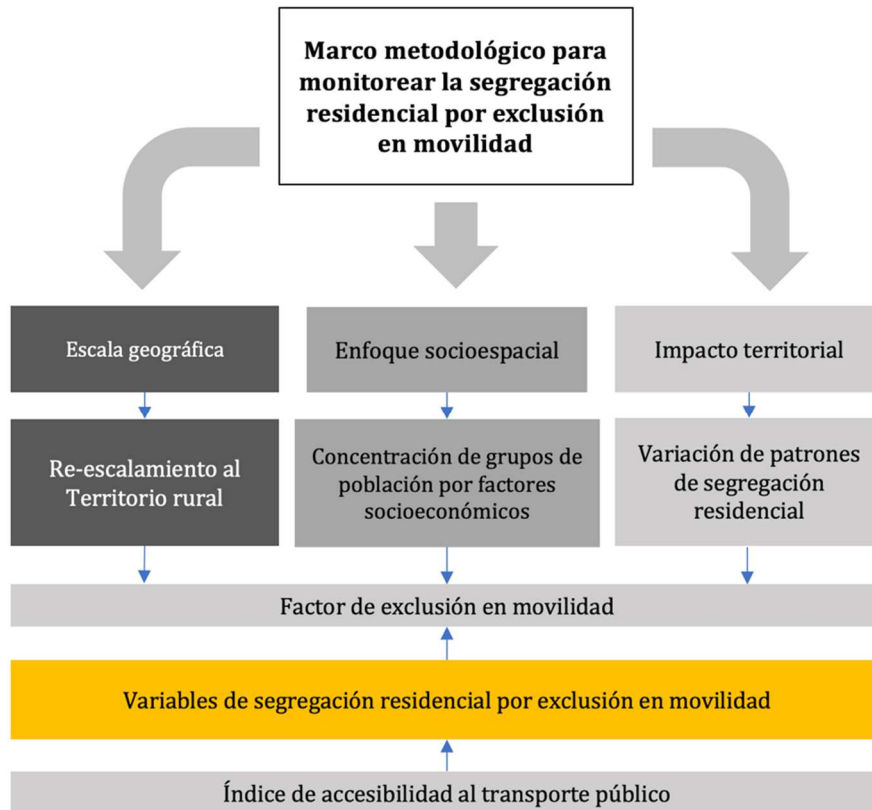 Marco metodológico para
monitorear la segregación
residencial por exclusión
en movilidad
Escala geográfica
Enfoque socioespacial
Impacto territorial
Re-escalamiento al
Territorio rural
Concentración de grupos de
población por factores
socioeconómicos
Variación de patrones
de segregación
residencial
Factor de exclusión en movilidad
Variables de segregación residencial por exclusión en movilidad
Índice de accesibilidad al transporte público